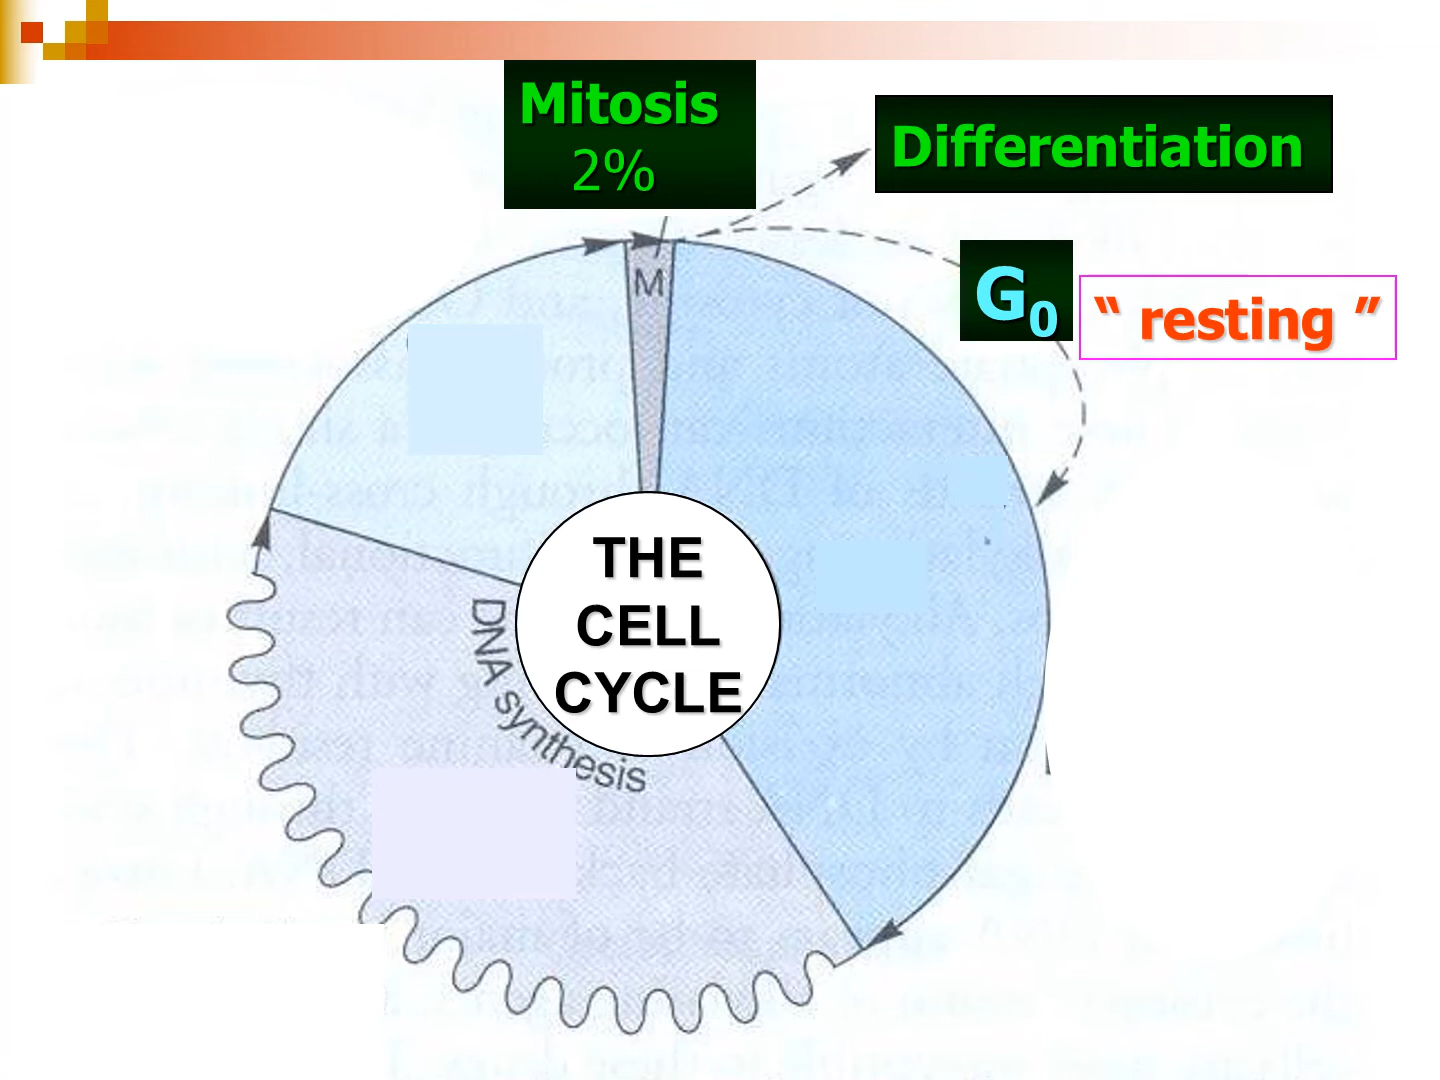 Mitosis
2%
Differentiation
G₀
“ resting ”
M
THE
CELL
CYCLE
DNA synthesis